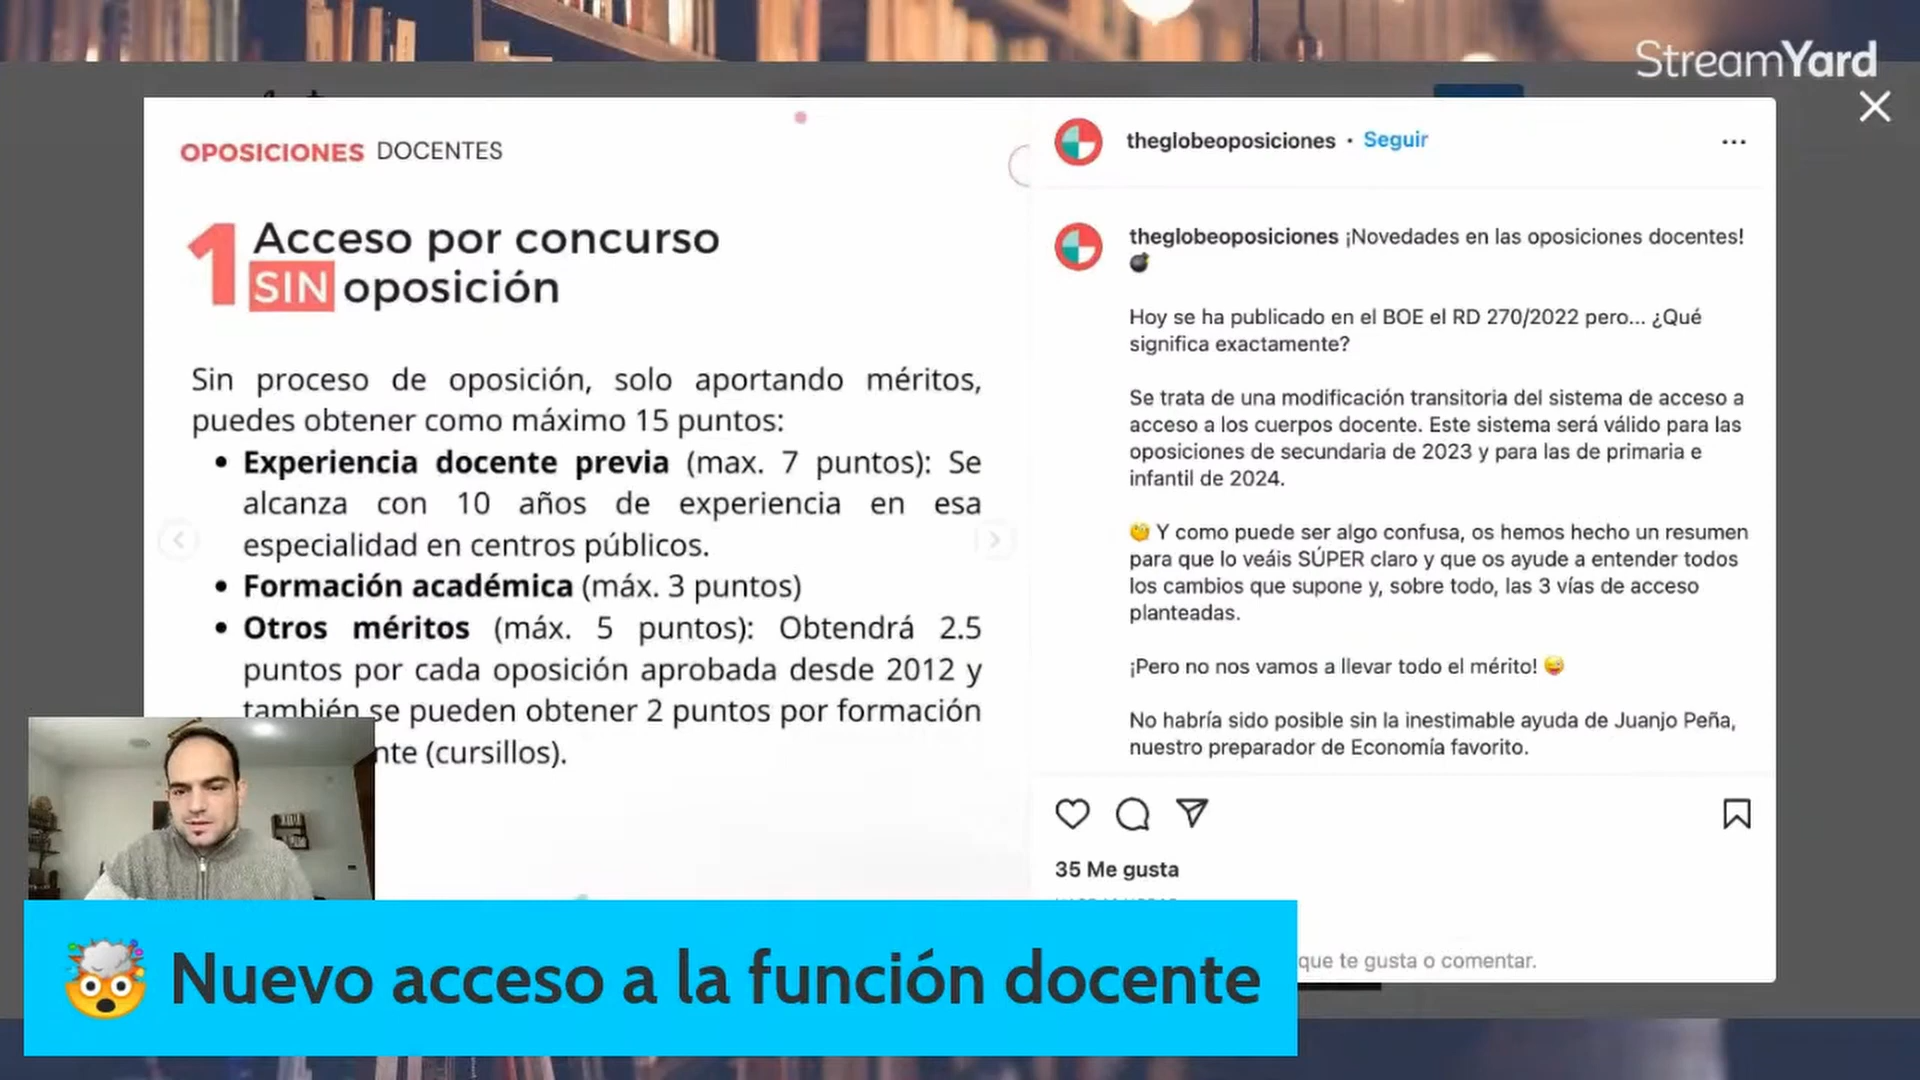 StreamYard
OPOSICIONES DOCENTES
1 Acceso por concurso
SIN oposición
Sin proceso de oposición, solo aportando méritos,
puedes obtener como máximo 15 puntos:
• Experiencia docente previa (max. 7 puntos): Se
alcanza con 10 años de experiencia en esa
especialidad en centros públicos.
• Formación académica (máx. 3 puntos)
• Otros méritos (máx. 5 puntos): Obtendrá 2.5
puntos por cada oposición aprobada desde 2012 y
también se pueden obtener 2 puntos por formación
nte (cursillos).
theglobeoposiciones • Seguir
theglobeoposiciones ¡Novedades en las oposiciones docentes!
💣
Hoy se ha publicado en el BOE el RD 270/2022 pero... ¿Qué
significa exactamente?
Se trata de una modificación transitoria del sistema de acceso a
acceso a los cuerpos docente. Este sistema será válido para las
oposiciones de secundaria de 2023 y para las de primaria e
infantil de 2024.
🧐 Y como puede ser algo confusa, os hemos hecho un resumen
para que lo veáis SÚPER claro y que os ayude a entender todos
los cambios que supone y, sobre todo, las 3 vías de acceso
planteadas.
¡Pero no nos vamos a llevar todo el mérito! 😜
No habría sido posible sin la inestimable ayuda de Juanjo Peña,
nuestro preparador de Economía favorito.
35 Me gusta
que te gusta o comentar.
🤯 Nuevo acceso a la función docente